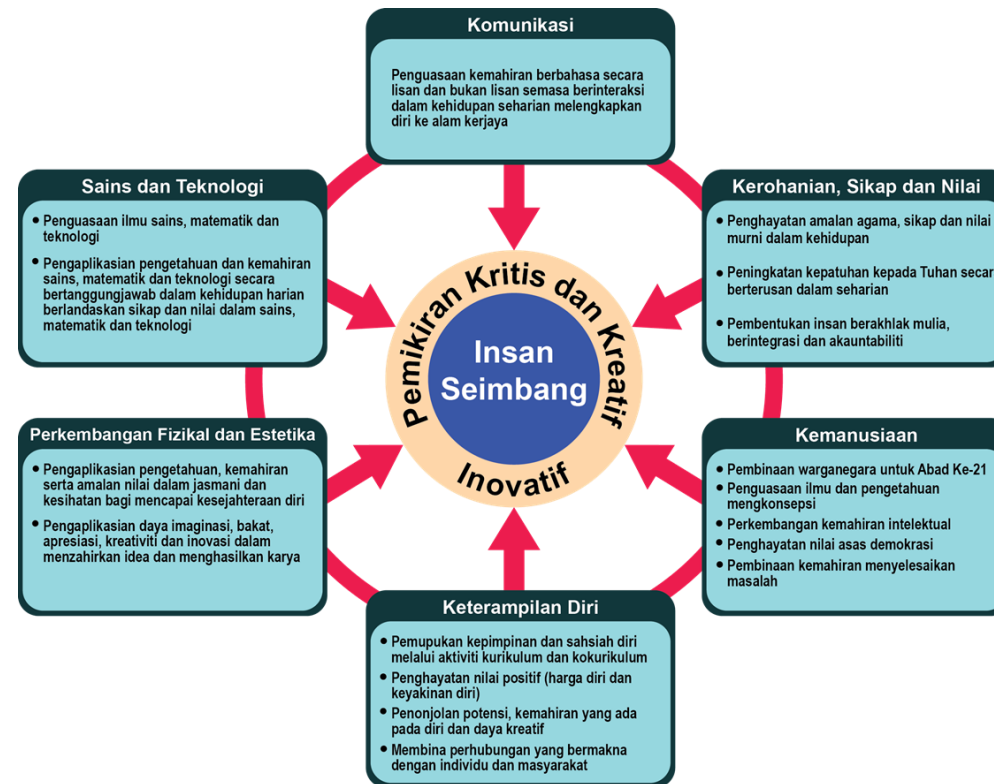 Komunikasi
Penguasaan kemahiran berbahasa secara
lisan dan bukan lisan semasa berinteraksi
dalam kehidupan seharian melengkapkan
diri ke alam kerjaya
Sains dan Teknologi
• Penguasaan ilmu sains, matematik dan
teknologi
• Pengaplikasian pengetahuan dan kemahiran
sains, matematik dan teknologi secara
bertanggungjawab dalam kehidupan harian
berlandaskan sikap dan nilai dalam sains,
matematik dan teknologi
Kerohanian, Sikap dan Nilai
• Penghayatan amalan agama, sikap dan nilai
murni dalam kehidupan
• Peningkatan kepatuhan kepada Tuhan secar
berterusan dalam seharian
• Pembentukan insan berakhlak mulia,
berintegrasi dan akauntabiliti
Pemikiran Kritis dan Kreatif
Insan
Seimbang
Inovatif
Perkembangan Fizikal dan Estetika
• Pengaplikasian pengetahuan, kemahiran
serta amalan nilai dalam jasmani dan
kesihatan bagi mencapai kesejahteraan diri
• Pengaplikasian daya imaginasi, bakat,
apresiasi, kreativiti dan inovasi dalam
menzahirkan idea dan menghasilkan karya
Kemanusiaan
• Pembinaan warganegara untuk Abad Ke-21
• Penguasaan ilmu dan pengetahuan
mengkonsepsi
• Perkembangan kemahiran intelektual
• Penghayatan nilai asas demokrasi
• Pembinaan kemahiran menyelesaikan
masalah
Keterampilan Diri
• Pemupukan kepimpinan dan sahsiah diri
melalui aktiviti kurikulum dan kokurikulum
• Penghayatan nilai positif (harga diri dan
keyakinan diri)
• Penonjolan potensi, kemahiran yang ada
pada diri dan daya kreatif
• Membina perhubungan yang bermakna
dengan individu dan masyarakat